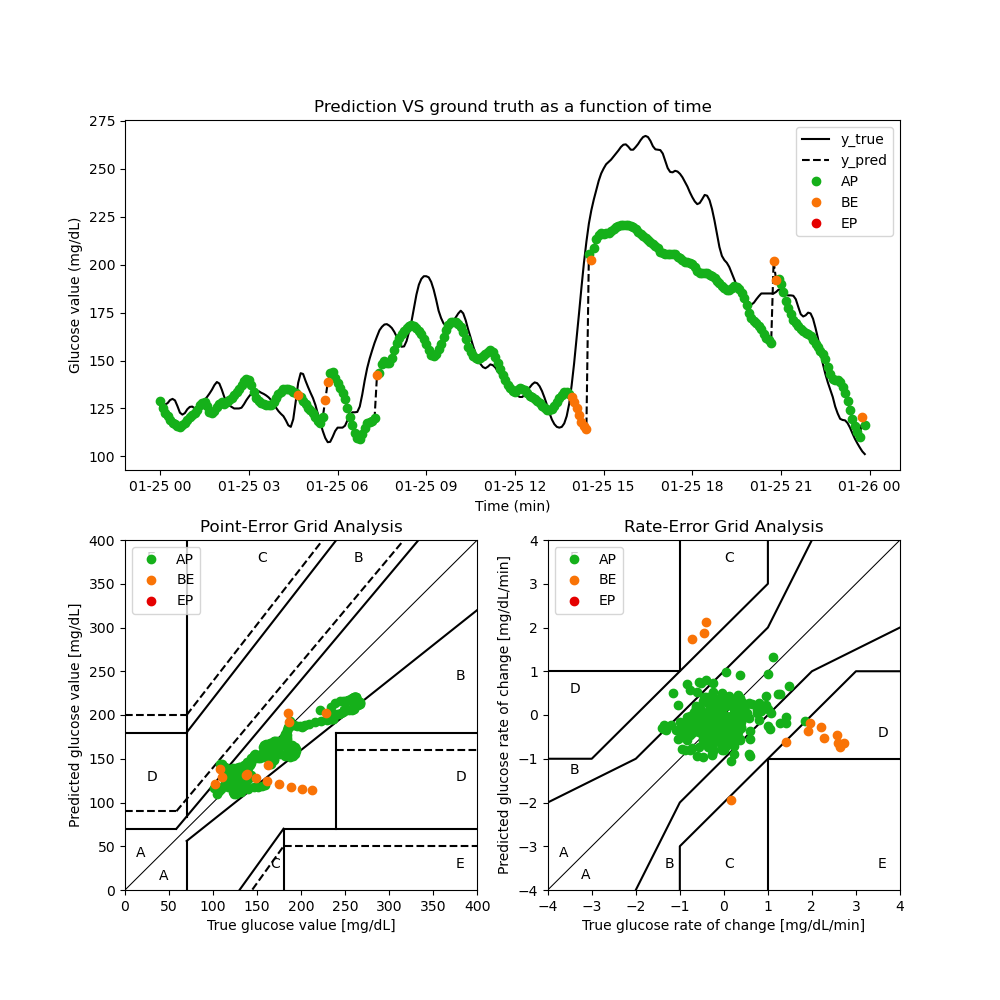 Prediction VS ground truth as a function of time
Glucose value (mg/dL)
275
250
225
200
175
150
125
100
y_true
y_pred
AP
BE
EP
01-25 00 01-25 03 01-25 06 01-25 09 01-25 12 01-25 15 01-25 18 01-25 21 01-26 00
Time (min)
Point-Error Grid Analysis
Predicted glucose value [mg/dL]
400
350
300
250
200
150
100
50
0
AP
BE
EP
C
B
B
D
D
A
A
C
E
0 50 100 150 200 250 300 350 400
True glucose value [mg/dL]
Rate-Error Grid Analysis
Predicted glucose rate of change [mg/dL/min]
4
3
2
1
0
−1
−2
−3
−4
AP
BE
EP
C
D
D
B
A
A
B
C
E
−4 −3 −2 −1 0 1 2 3 4
True glucose rate of change [mg/dL/min]